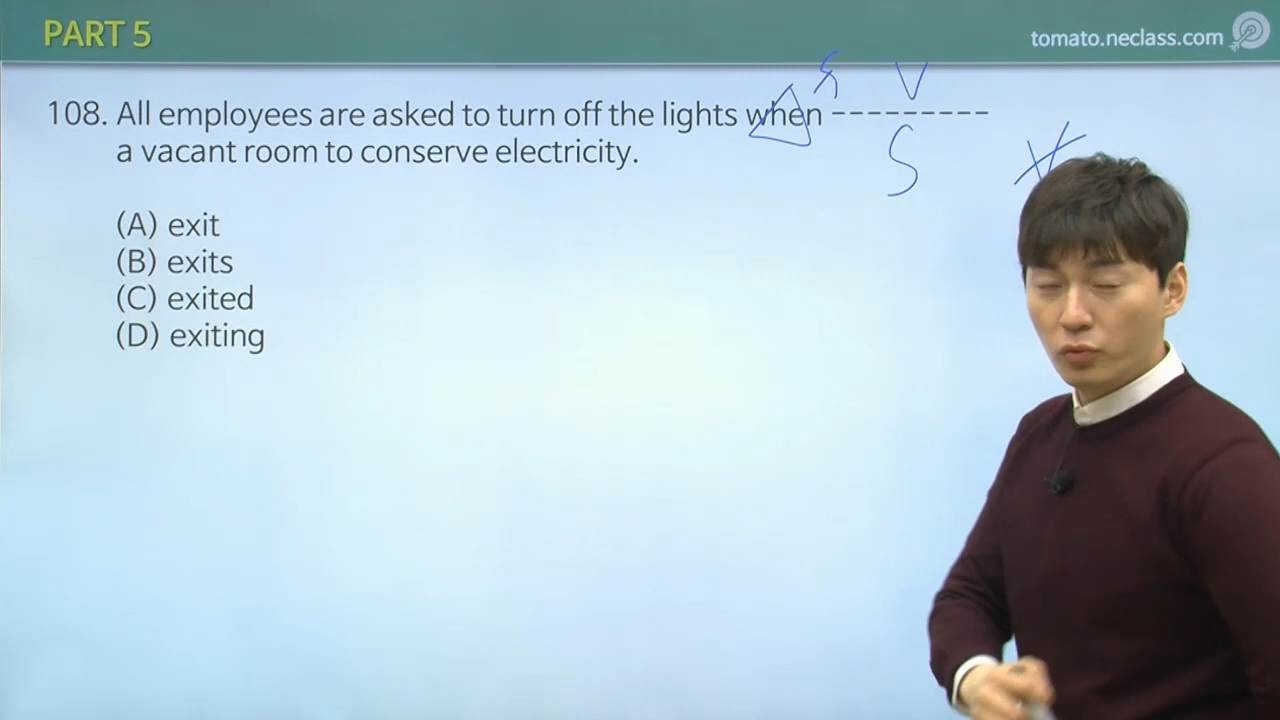 PART 5
tomato.neclass.com
108. All employees are asked to turn off the lights when ---------
a vacant room to conserve electricity.
V
S
(A) exit
(B) exits
(C) exited
(D) exiting